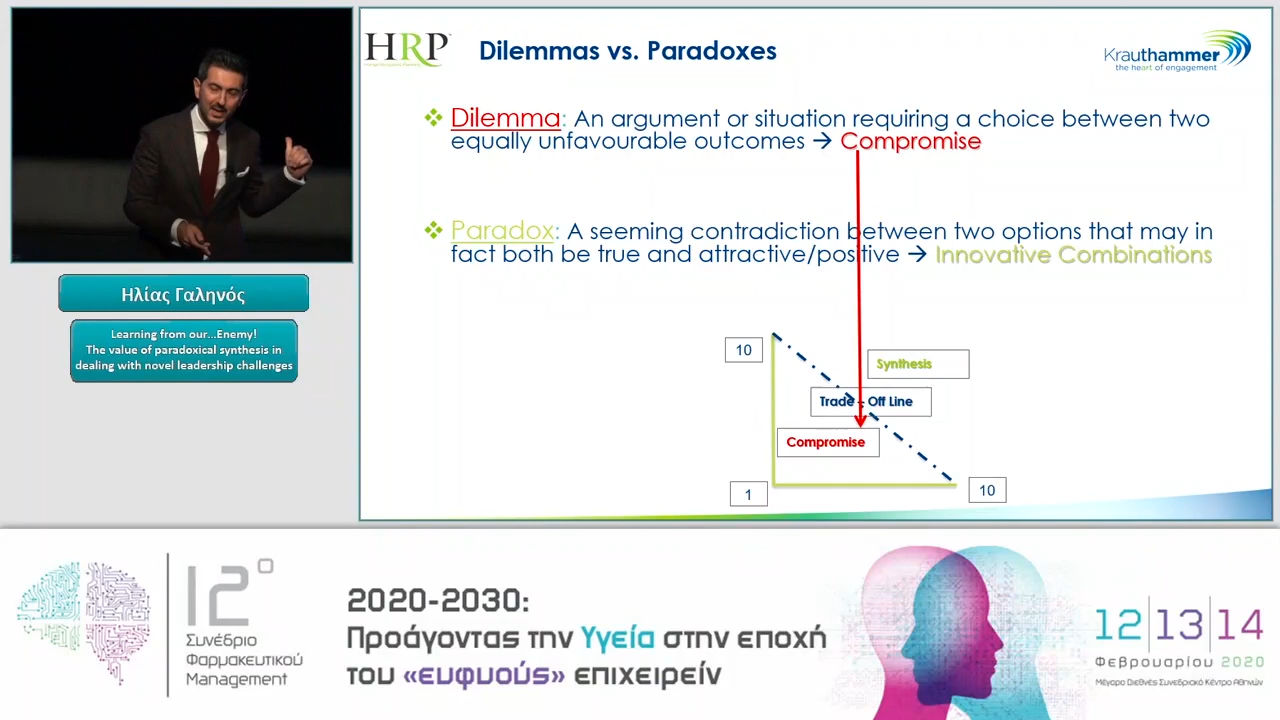 HRP
Dilemmas vs. Paradoxes
Krauthammer
the heart of engagement
❖ Dilemma: An argument or situation requiring a choice between two
equally unfavourable outcomes → Compromise
❖ Paradox: A seeming contradiction between two options that may in
fact both be true and attractive/positive → Innovative Combinations
10
Synthesis
Trade - Off Line
Compromise
1
10
Ηλίας Γαληνός
Learning from our...Enemy!
The value of paradoxical synthesis in
dealing with novel leadership challenges
12ο
Συνέδριο
Φαρμακευτικού
Management
2020-2030:
Προάγοντας την Υγεία στην εποχή
του «ευφυούς» επιχειρείν
12 13 14
Φεβρουαρίου 2020
Μέγαρο Διεθνές Συνεδριακό Κέντρο Αθηνών